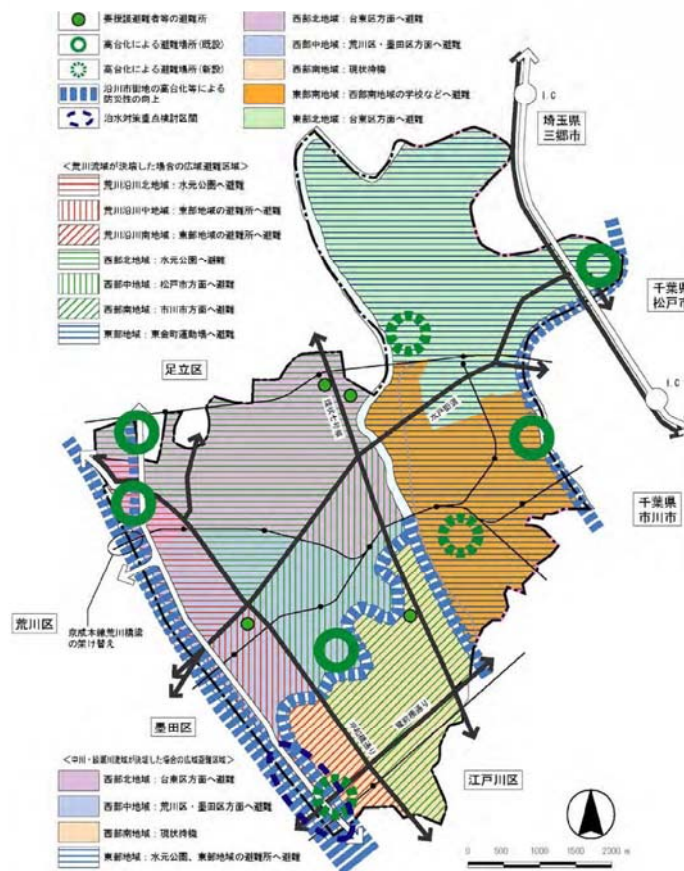 要援護避難者等の避難所
高台化による避難場所(既設)
高台化による避難場所(新設)
沿川市街地の高台化等による
防災性の向上
治水対策重点検討区間
西部北地域：台東区方面へ避難
西部中地域：荒川区・墨田区方面へ避難
西部南地域：現状待機
東部南地域：西部南地域の学校などへ避難
東部北地域：台東区方面へ避難
<荒川流域が決壊した場合の広域避難区域>
荒川沿川北地域：水元公園へ避難
荒川沿川中地域：東部地域の避難所へ避難
荒川沿川南地域：東部地域の避難所へ避難
西部北地域：水元公園へ避難
西部中地域：松戸市方面へ避難
西部南地域：市川市方面へ避難
東部地域：東金町運動場へ避難
I.C
埼玉県
三郷市
千葉県
松戸市
I.C
足立区
環状七号線
水戸街道
千葉県
市川市
荒川区
京成本線荒川橋梁
の架け替え
墨田区
平和橋通り
蔵前橋通り
江戸川区
<中川・綾瀬川流域が決壊した場合の広域避難区域>
西部北地域：台東区方面へ避難
西部中地域：荒川区・墨田区方面へ避難
西部南地域：現状待機
東部地域：水元公園、東部地域の避難所へ避難
0 500 1000 1500 2000 m